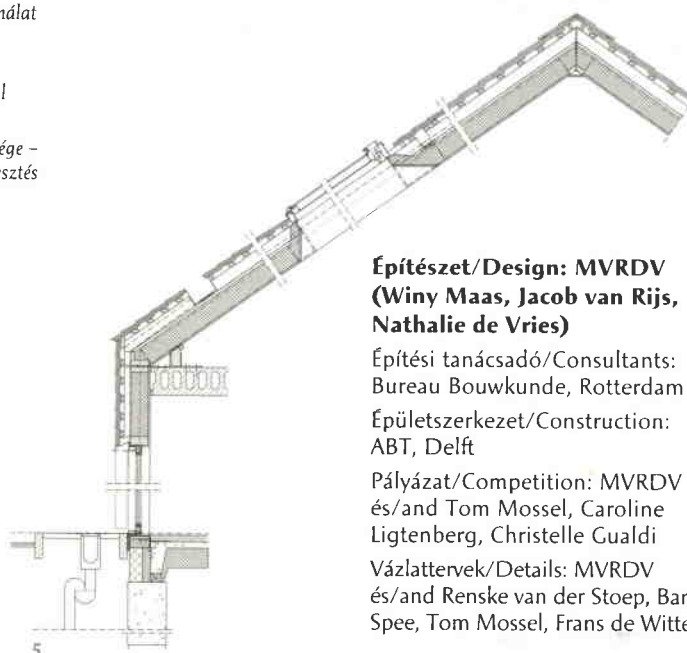 l
Építészet/Design: MVRDV
(Winy Maas, Jacob van Rijs,
Nathalie de Vries)
Építési tanácsadó/Consultants:
Bureau Bouwkunde, Rotterdam
Épületszerkezet/Construction:
ABT, Delft
Pályázat/Competition: MVRDV
és/and Tom Mossel, Caroline
Ligtenberg, Christelle Gualdi
Vázlattervek/Details: MVRDV
és/and Renske van der Stoep,
Spee, Tom Mossel, Frans de Witte
5